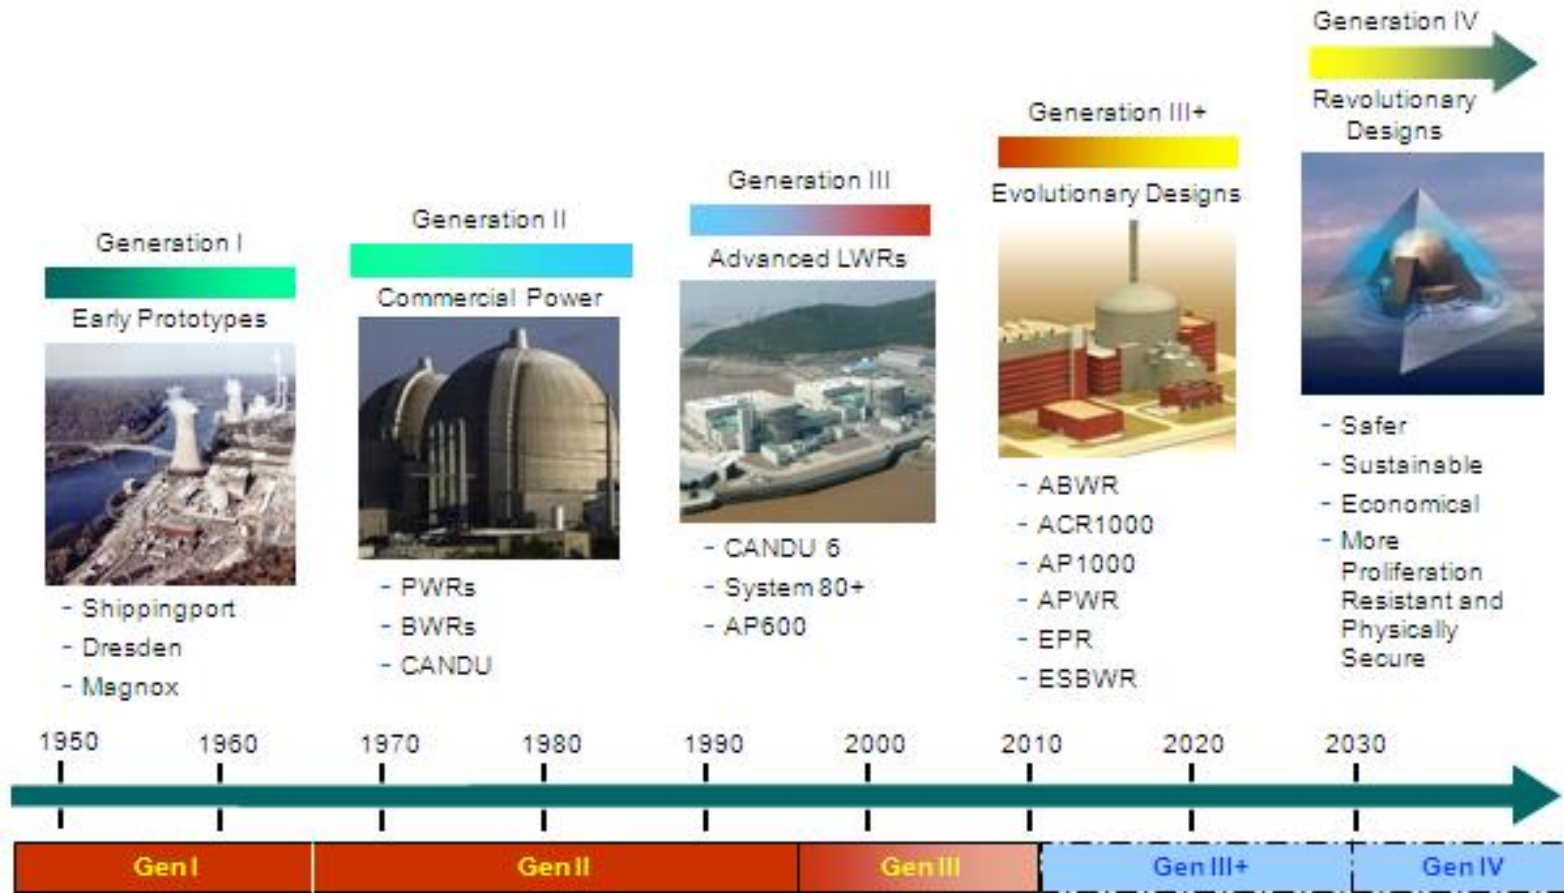 Generation I
Early Prototypes
- Shippingport
- Dresden
- Magnox
Generation II
Commercial Power
- PWRs
- BWRs
- CANDU
Generation III
Advanced LWRs
- CANDU 6
- System 80+
- AP600
Generation III+
Evolutionary Designs
- ABWR
- ACR1000
- AP1000
- APWR
- EPR
- ESBWR
Generation IV
Revolutionary
Designs
- Safer
- Sustainable
- Economical
- More
Proliferation
Resistant and
Physically
Secure
1950 1960 1970 1980 1990 2000 2010 2020 2030
Gen I Gen II Gen III Gen III+ Gen IV